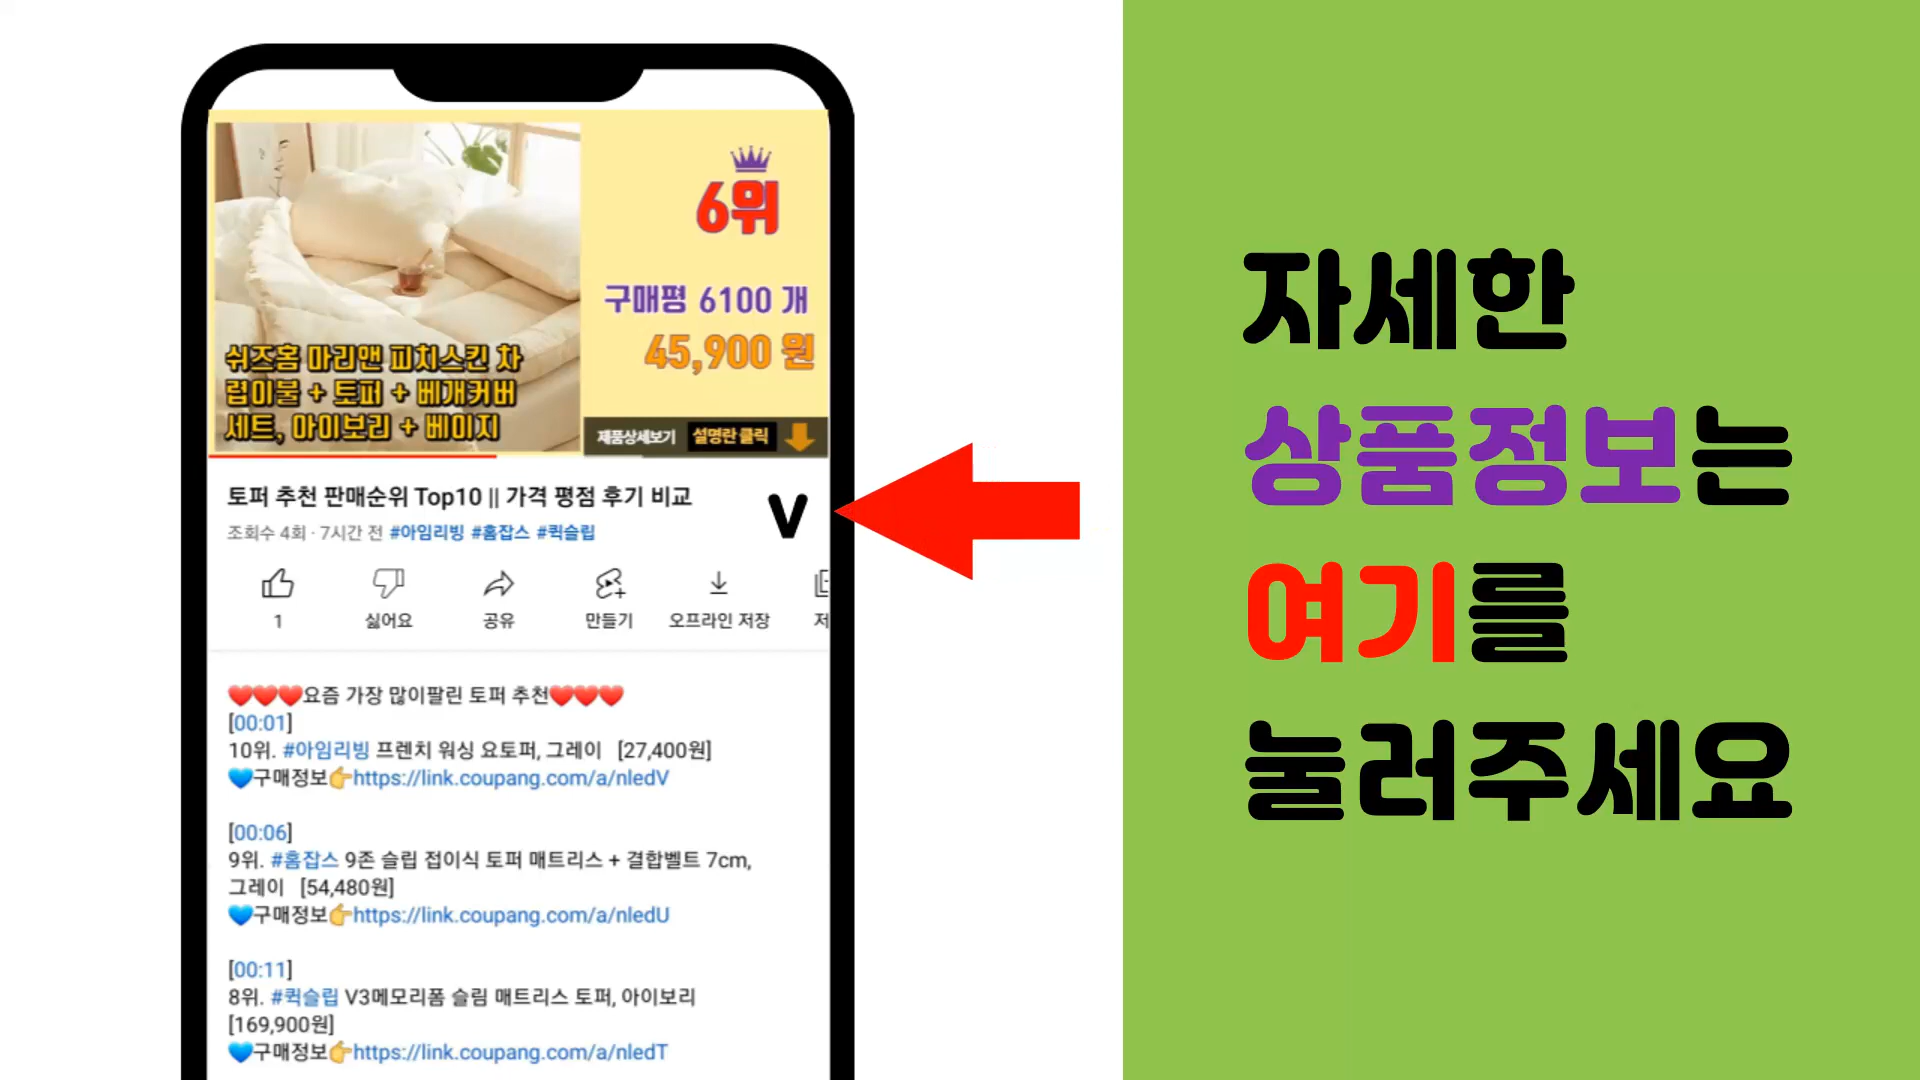 6위
구매평 6100 개
45,900 원
쉬즈홈 마리앤 피치스킨 차
렵이불 + 토퍼 + 베개커버
세트, 아이보리 + 베이지
제품상세보기 설명란 클릭
토퍼 추천 판매순위 Top10 || 가격 평점 후기 비교
V
조회수 4회 · 7시간 전 #아임리빙 #홈잡스 #퀵슬립
1 싫어요 공유 만들기 오프라인 저장 저
❤❤❤요즘 가장 많이팔린 토퍼 추천❤❤❤
[00:01]
10위. #아임리빙 프렌치 워싱 요토퍼, 그레이 [27,400원]
💙구매정보👉https://link.coupang.com/a/nledV
[00:06]
9위. #홈잡스 9존 슬립 접이식 토퍼 매트리스 + 결합벨트 7cm,
그레이 [54,480원]
💙구매정보👉https://link.coupang.com/a/nledU
[00:11]
8위. #퀵슬립 V3메모리폼 슬림 매트리스 토퍼, 아이보리
[169,900원]
💙구매정보👉https://link.coupang.com/a/nledT
자세한
상품정보는
여기를
눌러주세요